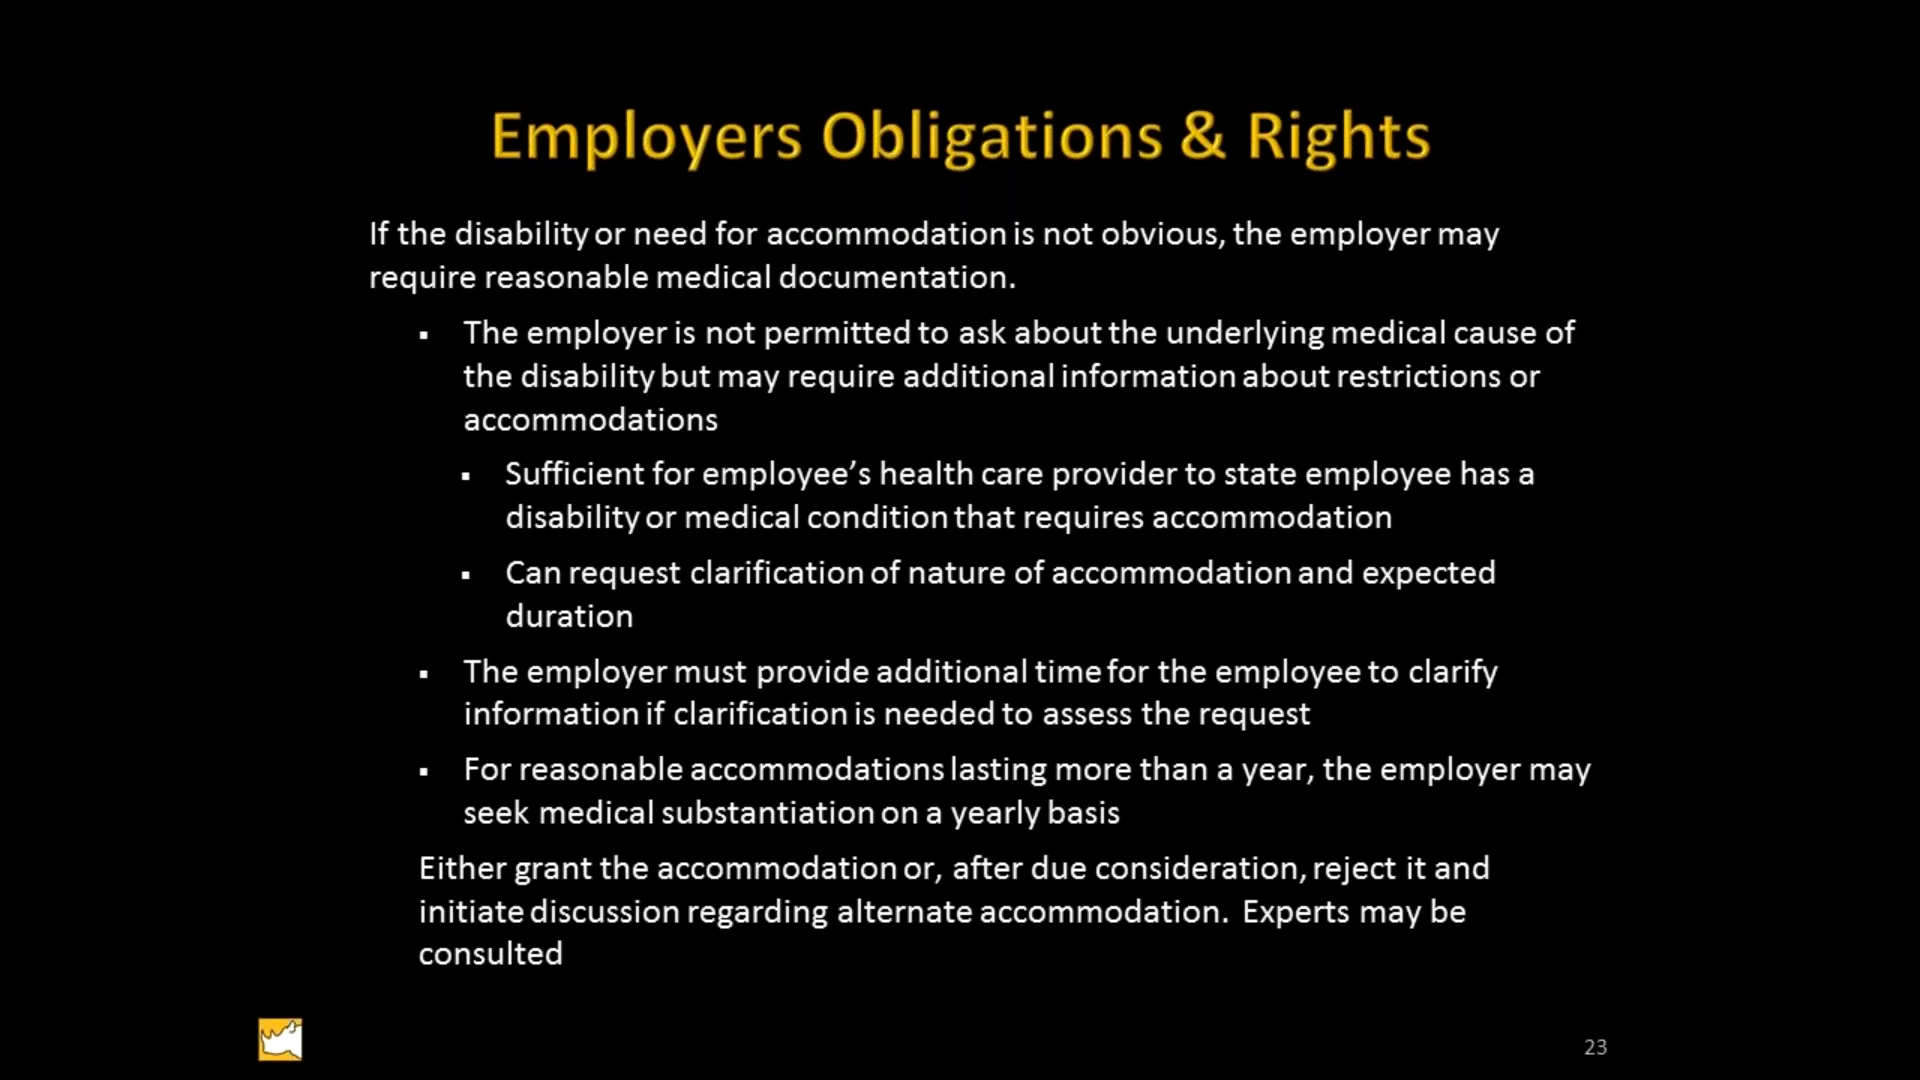 Employers Obligations & Rights
If the disability or need for accommodation is not obvious, the employer may
require reasonable medical documentation.
▪ The employer is not permitted to ask about the underlying medical cause of
the disability but may require additional information about restrictions or
accommodations
▪ Sufficient for employee’s health care provider to state employee has a
disability or medical condition that requires accommodation
▪ Can request clarification of nature of accommodation and expected
duration
▪ The employer must provide additional time for the employee to clarify
information if clarification is needed to assess the request
▪ For reasonable accommodations lasting more than a year, the employer may
seek medical substantiation on a yearly basis
Either grant the accommodation or, after due consideration, reject it and
initiate discussion regarding alternate accommodation. Experts may be
consulted
23